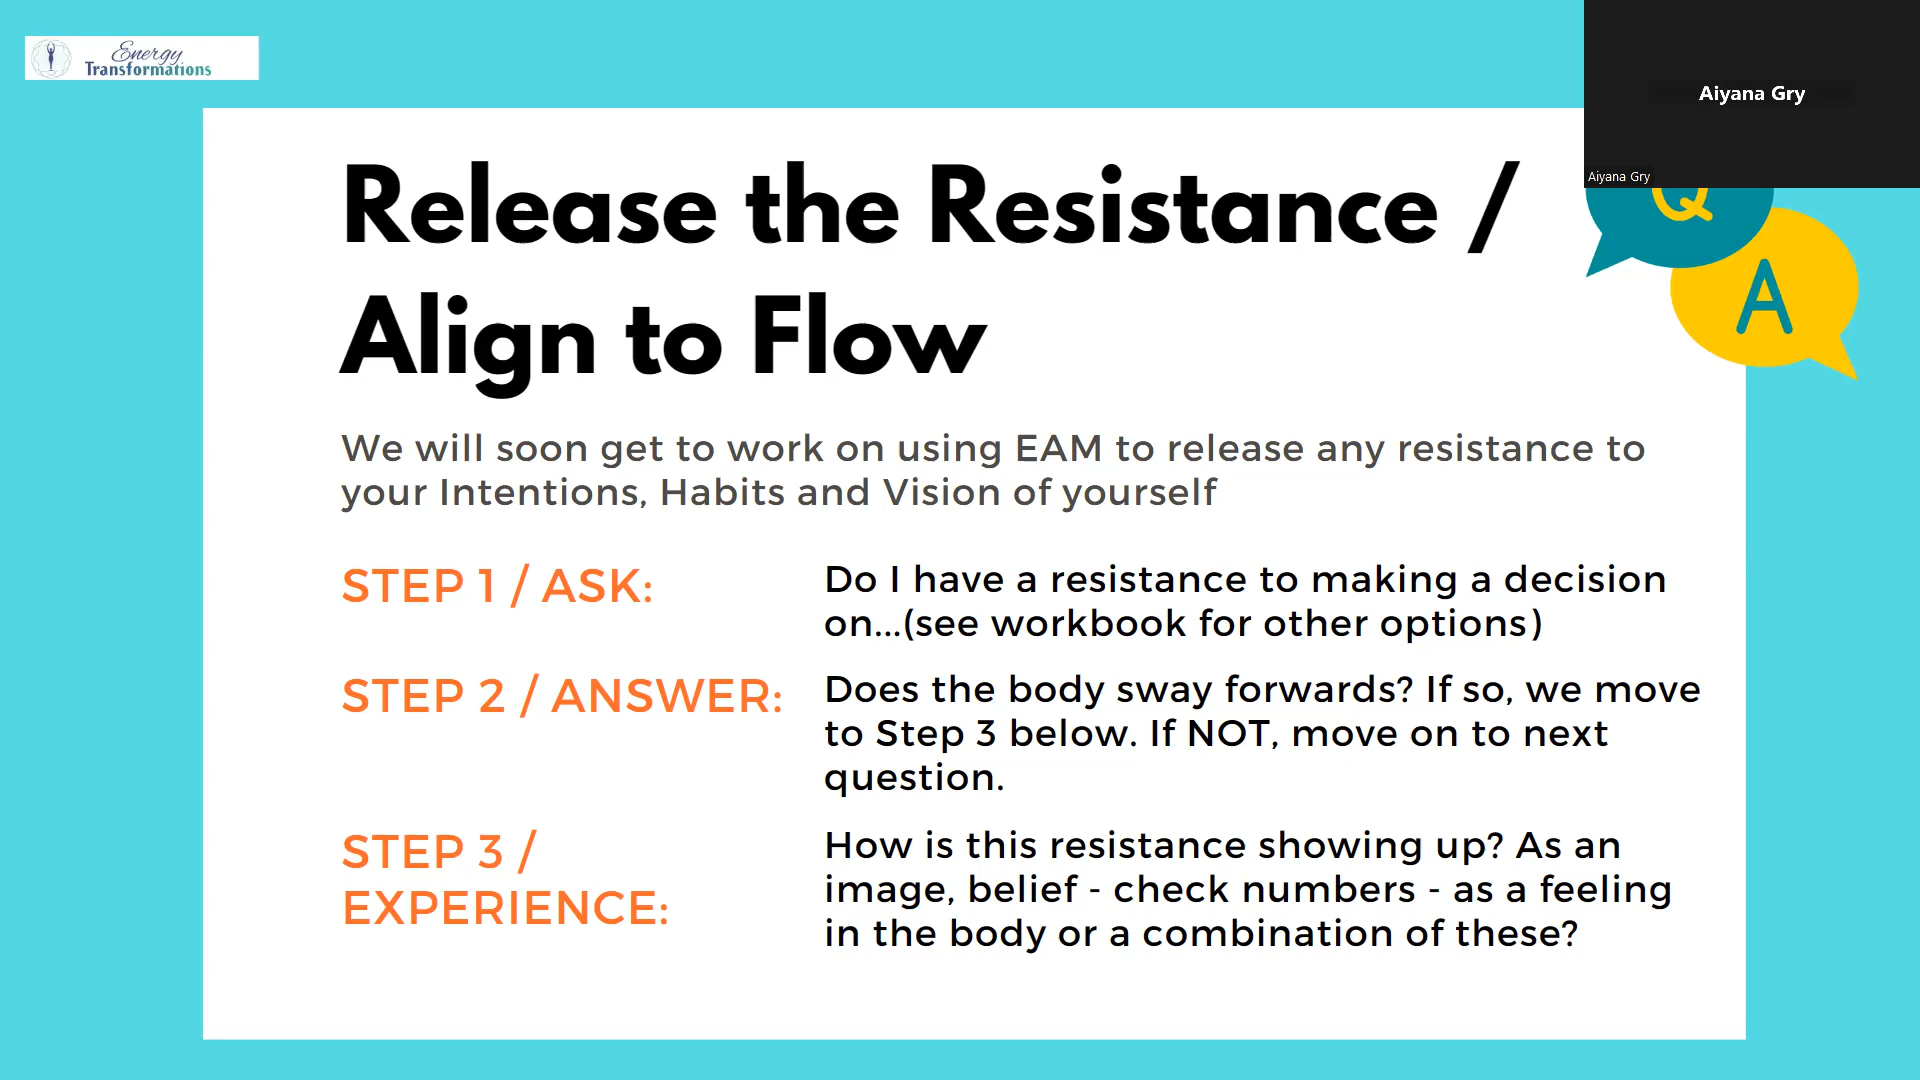 Energy
Transformations
Aiyana Gry
Aiyana Gry
Q
A
Release the Resistance /
Align to Flow
We will soon get to work on using EAM to release any resistance to
your Intentions, Habits and Vision of yourself
STEP 1 / ASK:
Do I have a resistance to making a decision
on...(see workbook for other options)
STEP 2 / ANSWER:
Does the body sway forwards? If so, we move
to Step 3 below. If NOT, move on to next
question.
STEP 3 /
EXPERIENCE:
How is this resistance showing up? As an
image, belief - check numbers - as a feeling
in the body or a combination of these?